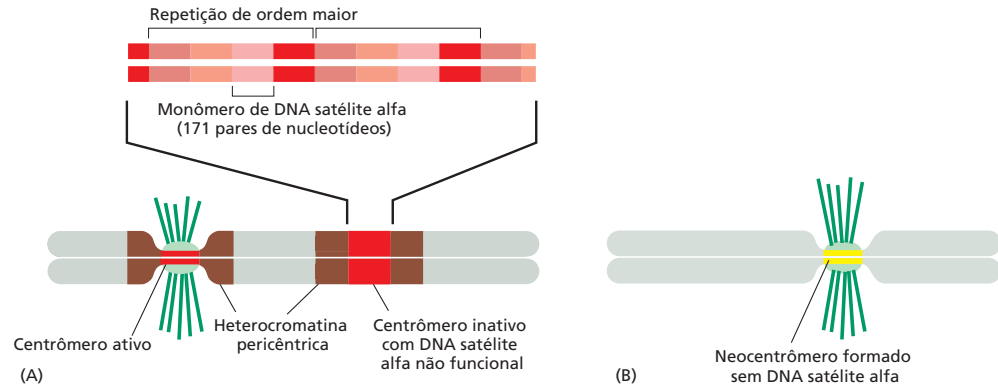 Repetição de ordem maior
Monômero de DNA satélite alfa
(171 pares de nucleotídeos)
Centrômero ativo
Heterocromatina
pericêntrica
Centrômero inativo
com DNA satélite
alfa não funcional
(A)
Neocentrômero formado
sem DNA satélite alfa
(B)